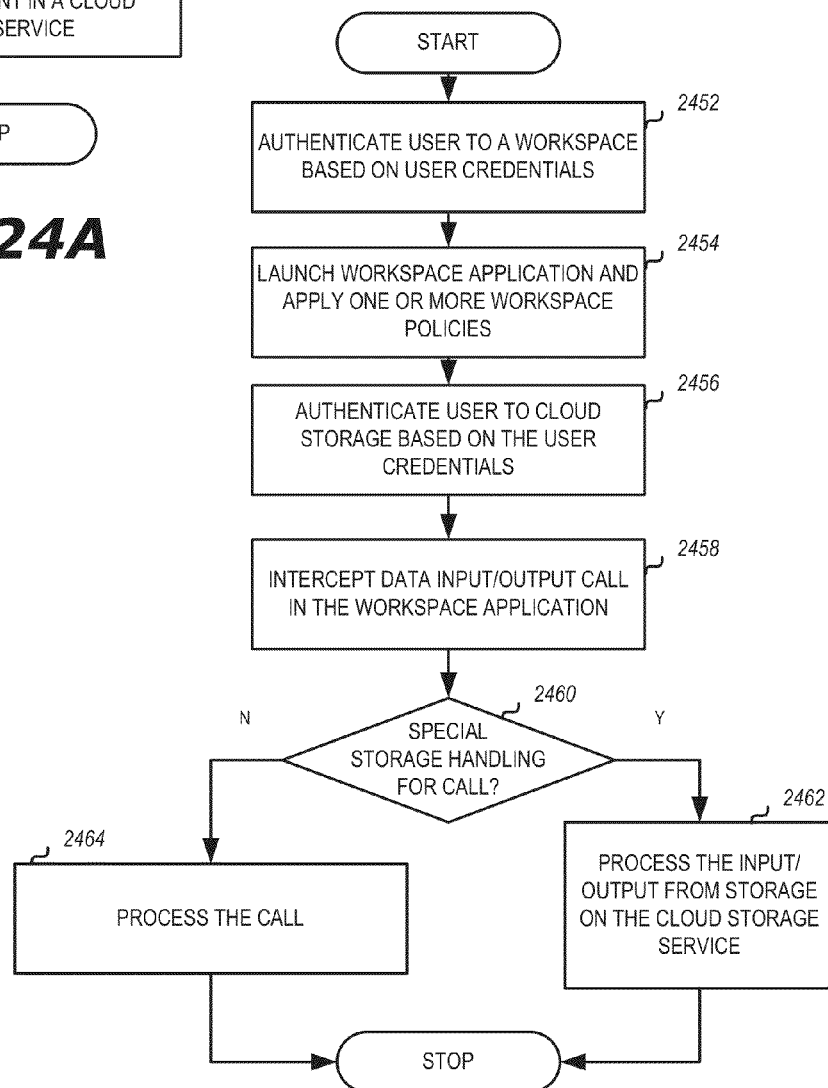 NT IN A CLOUD
SERVICE
P
24A
START
2452
AUTHENTICATE USER TO A WORKSPACE
BASED ON USER CREDENTIALS
2454
LAUNCH WORKSPACE APPLICATION AND
APPLY ONE OR MORE WORKSPACE
POLICIES
2456
AUTHENTICATE USER TO CLOUD
STORAGE BASED ON THE USER
CREDENTIALS
2458
INTERCEPT DATA INPUT/OUTPUT CALL
IN THE WORKSPACE APPLICATION
2460
N
Y
SPECIAL
STORAGE HANDLING
FOR CALL?
2464
PROCESS THE CALL
2462
PROCESS THE INPUT/
OUTPUT FROM STORAGE
ON THE CLOUD STORAGE
SERVICE
STOP